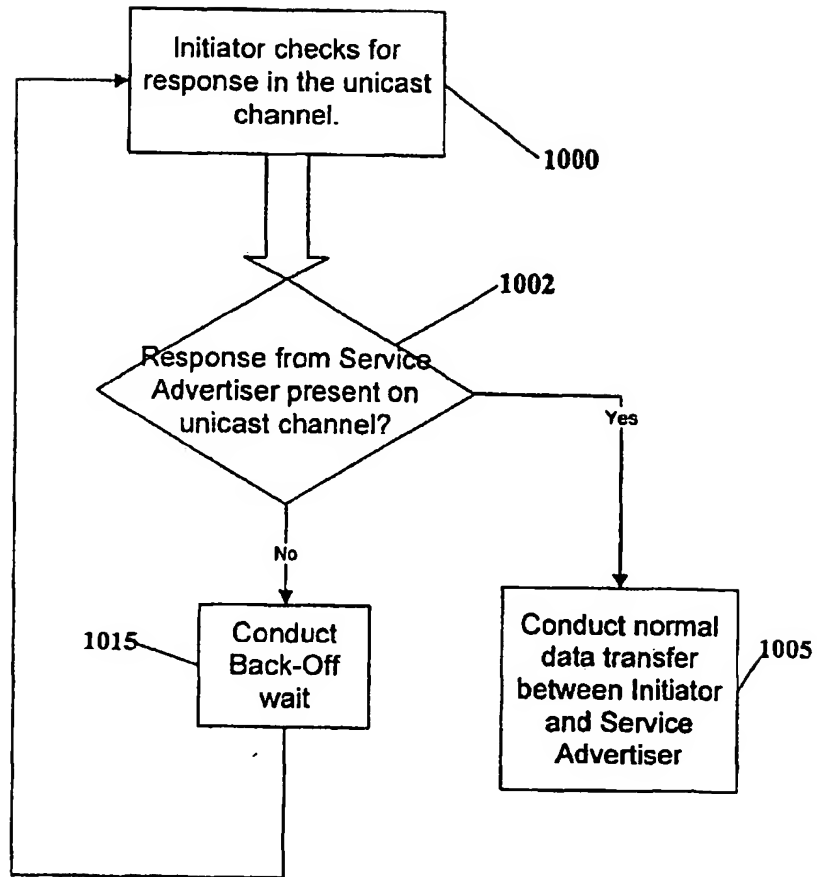 Initiator checks for
response in the unicast
channel.
1000
1002
Response from Service
Advertiser present on
unicast channel?
Yes
No
1015
Conduct
Back-Off
wait
Conduct normal
data transfer
between Initiator
and Service
Advertiser
1005